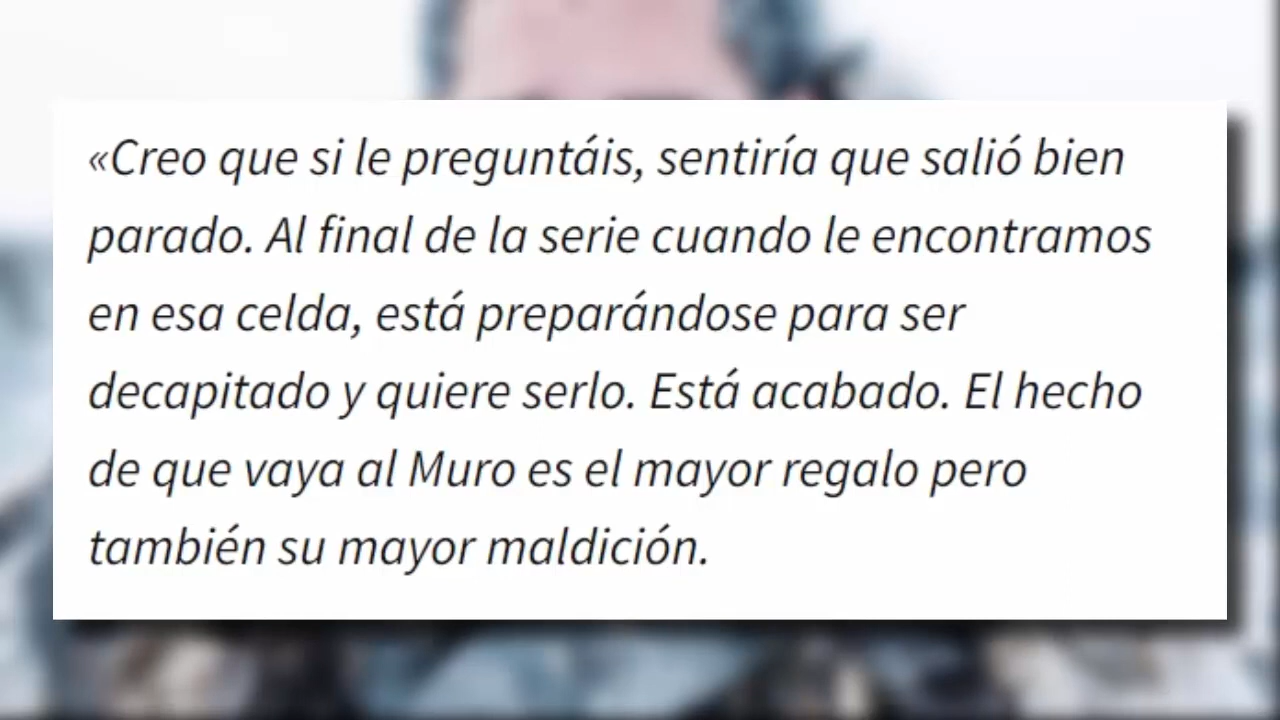 «Creo que si le preguntáis, sentiría que salió bien
parado. Al final de la serie cuando le encontramos
en esa celda, está preparándose para ser
decapitado y quiere serlo. Está acabado. El hecho
de que vaya al Muro es el mayor regalo pero
también su mayor maldición.